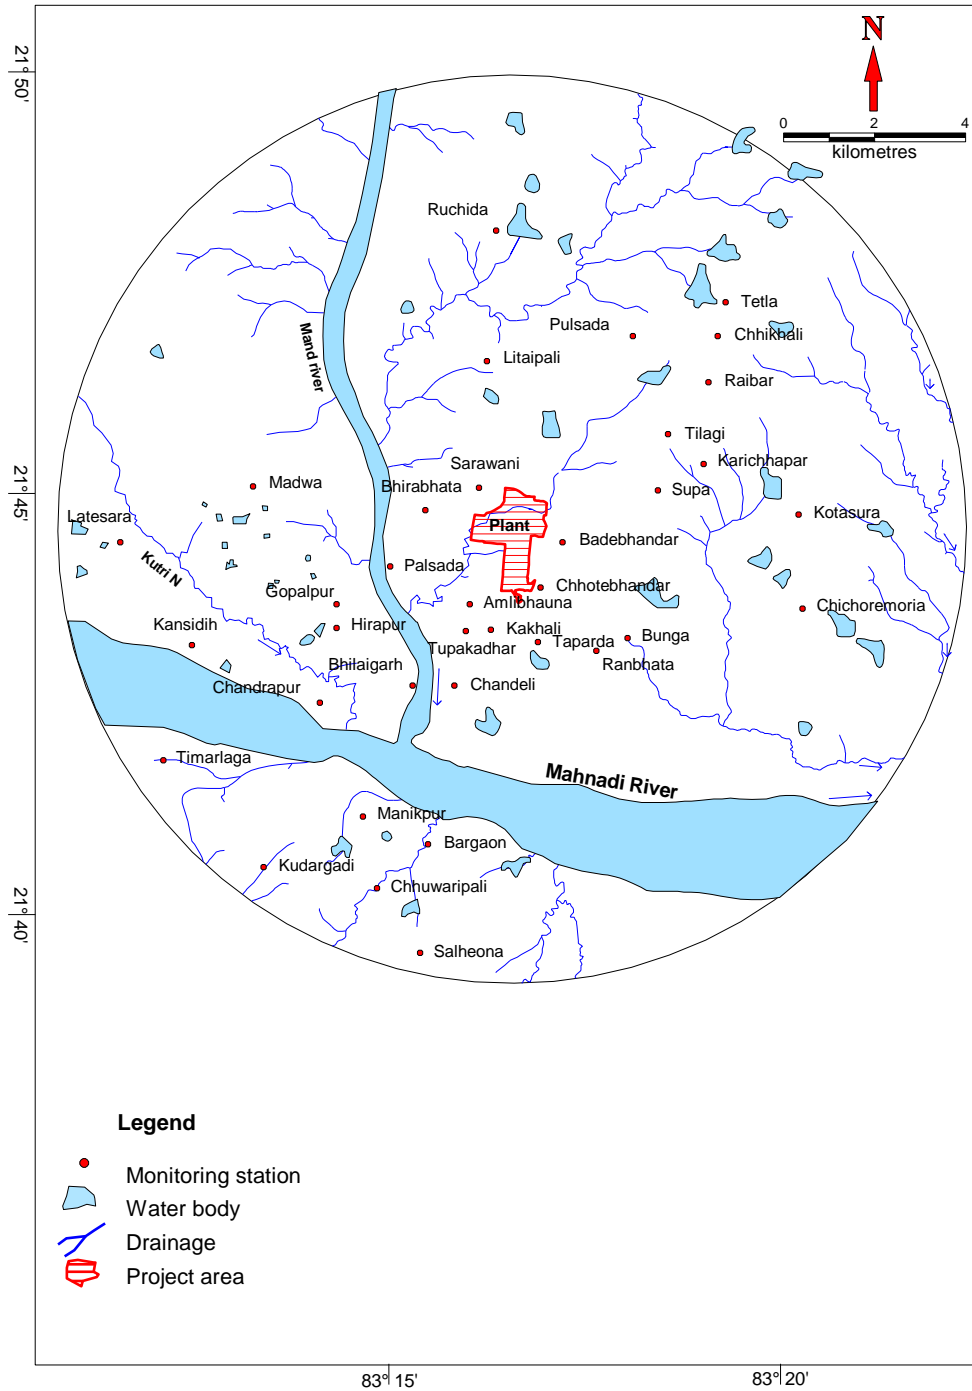 N
21° 50'
0 2 4
kilometres
Ruchida
Tetla
Pulsada
Chhikhali
Mand river
Litaipali
Raibar
Tilagi
Sarawani
Karichhapar
Madwa
Bhirabhata
Supa
21° 45'
Latesara
Plant
Kotasura
Badebhandar
Kutri N
Palsada
Gopalpur
Chhotebhandar
Amlibhauna
Chichoremoria
Kansidih
Hirapur
Kakhali
Tupakadhar
Taparda
Bunga
Bhilaigarh
Ranbhata
Chandrapur
Chandeli
Timarlaga
Mahnadi River
Manikpur
Bargaon
Kudargadi
Chhuwaripali
21° 40'
Salheona
Legend
Monitoring station
Water body
Drainage
Project area
83° 15'
83° 20'